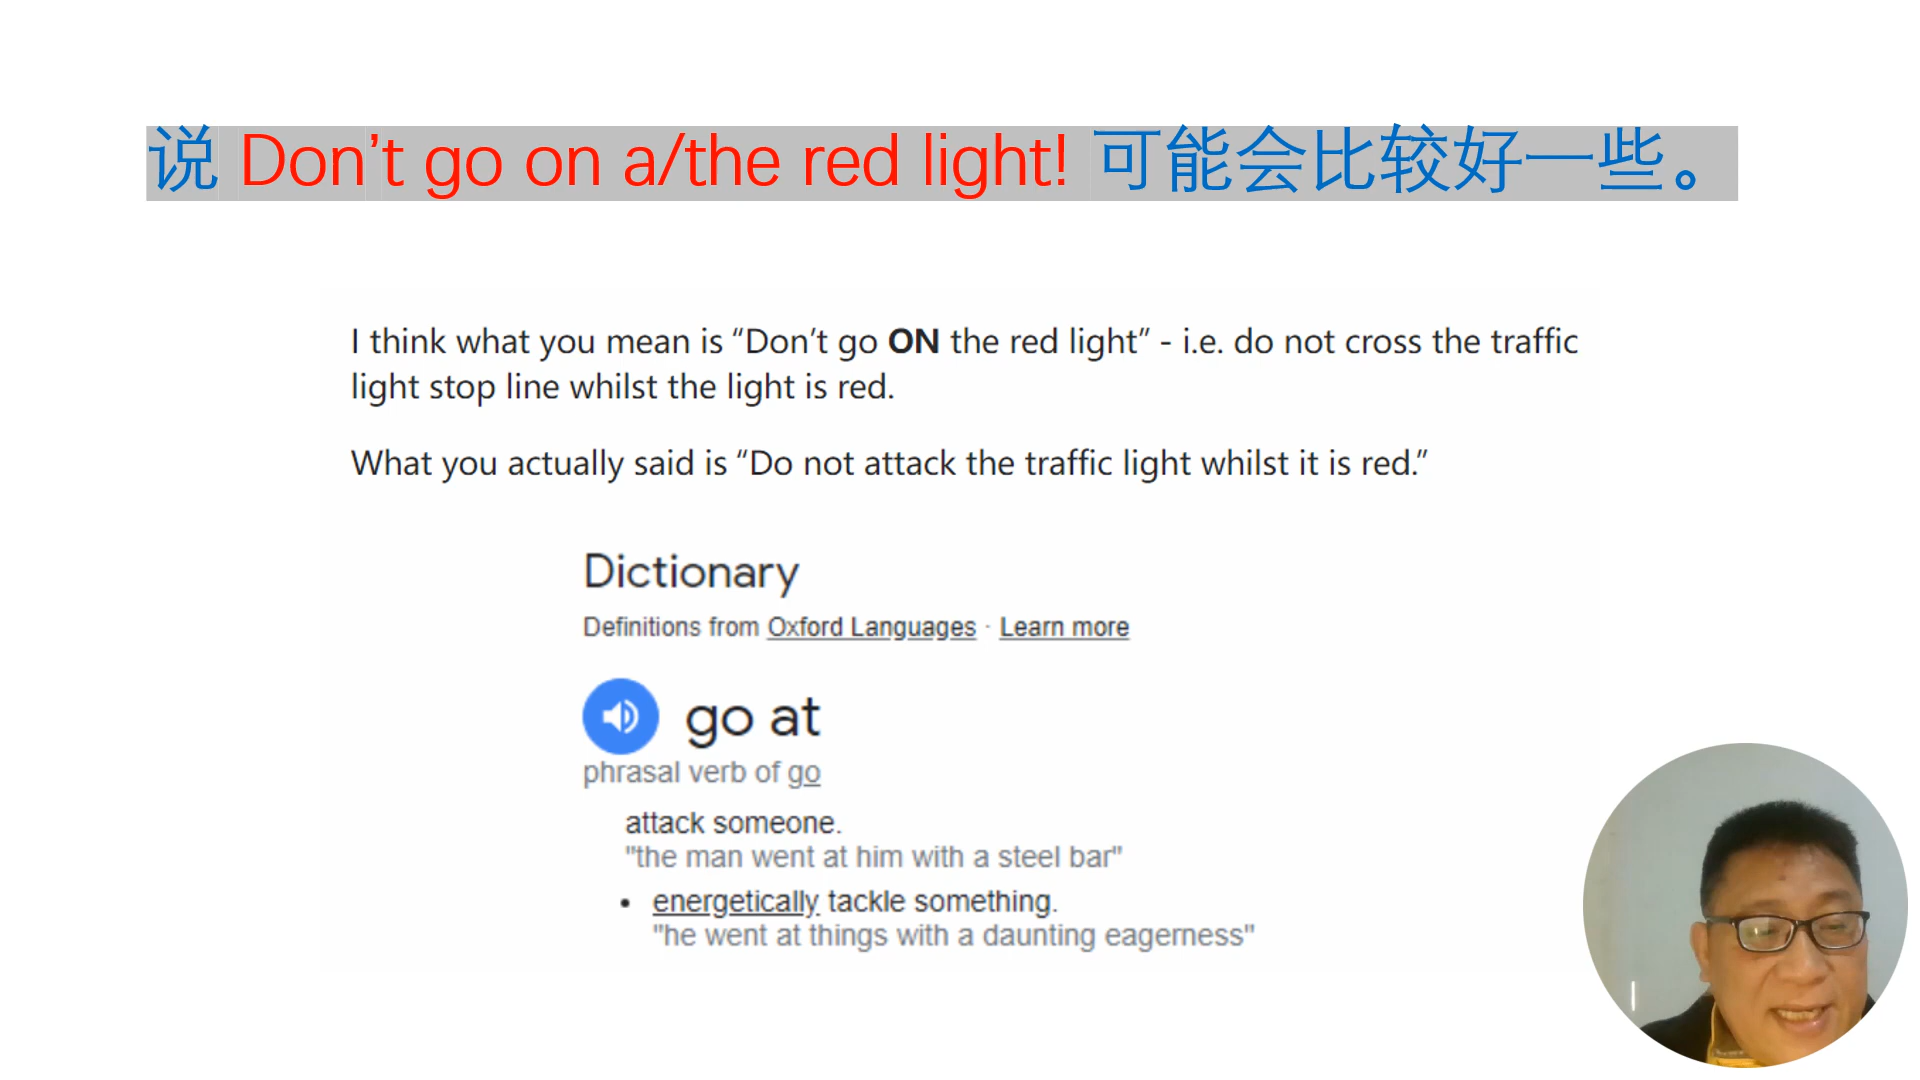 说 Don’t go on a/the red light! 可能会比较好一些。
I think what you mean is “Don’t go ON the red light” - i.e. do not cross the traffic
light stop line whilst the light is red.
What you actually said is “Do not attack the traffic light whilst it is red.”
Dictionary
Definitions from Oxford Languages · Learn more
go at
phrasal verb of go
attack someone.
"the man went at him with a steel bar"
• energetically tackle something.
"he went at things with a daunting eagerness"